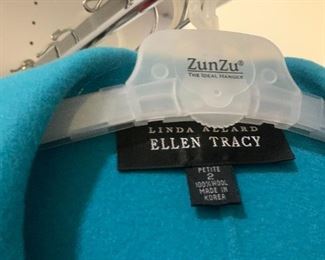 ZunZu®
THE IDEAL HANGER
LINDA ALLARD
ELLEN TRACY
PETITE
2
100% WOOL
MADE IN
KOREA